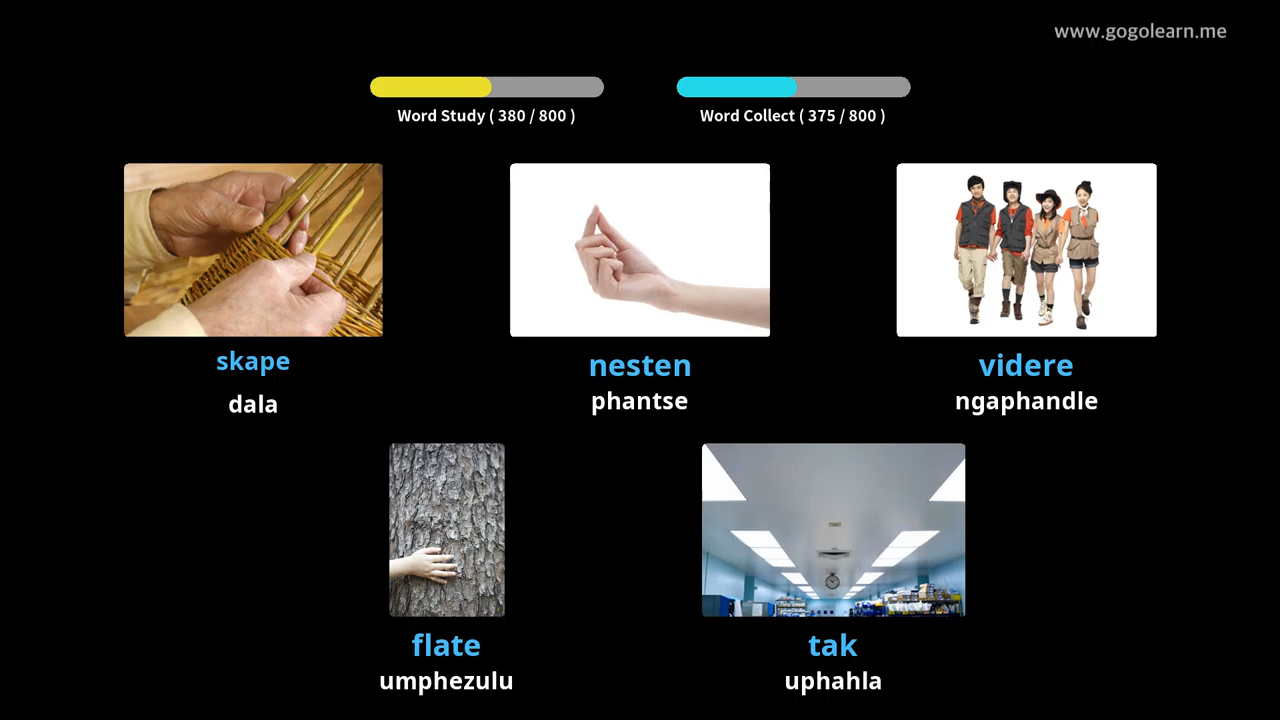 www.gogolearn.me
Word Study ( 380 / 800 )
Word Collect ( 375 / 800 )
skape
dala
nesten
phantse
videre
ngaphandle
flate
umphezulu
tak
uphahla